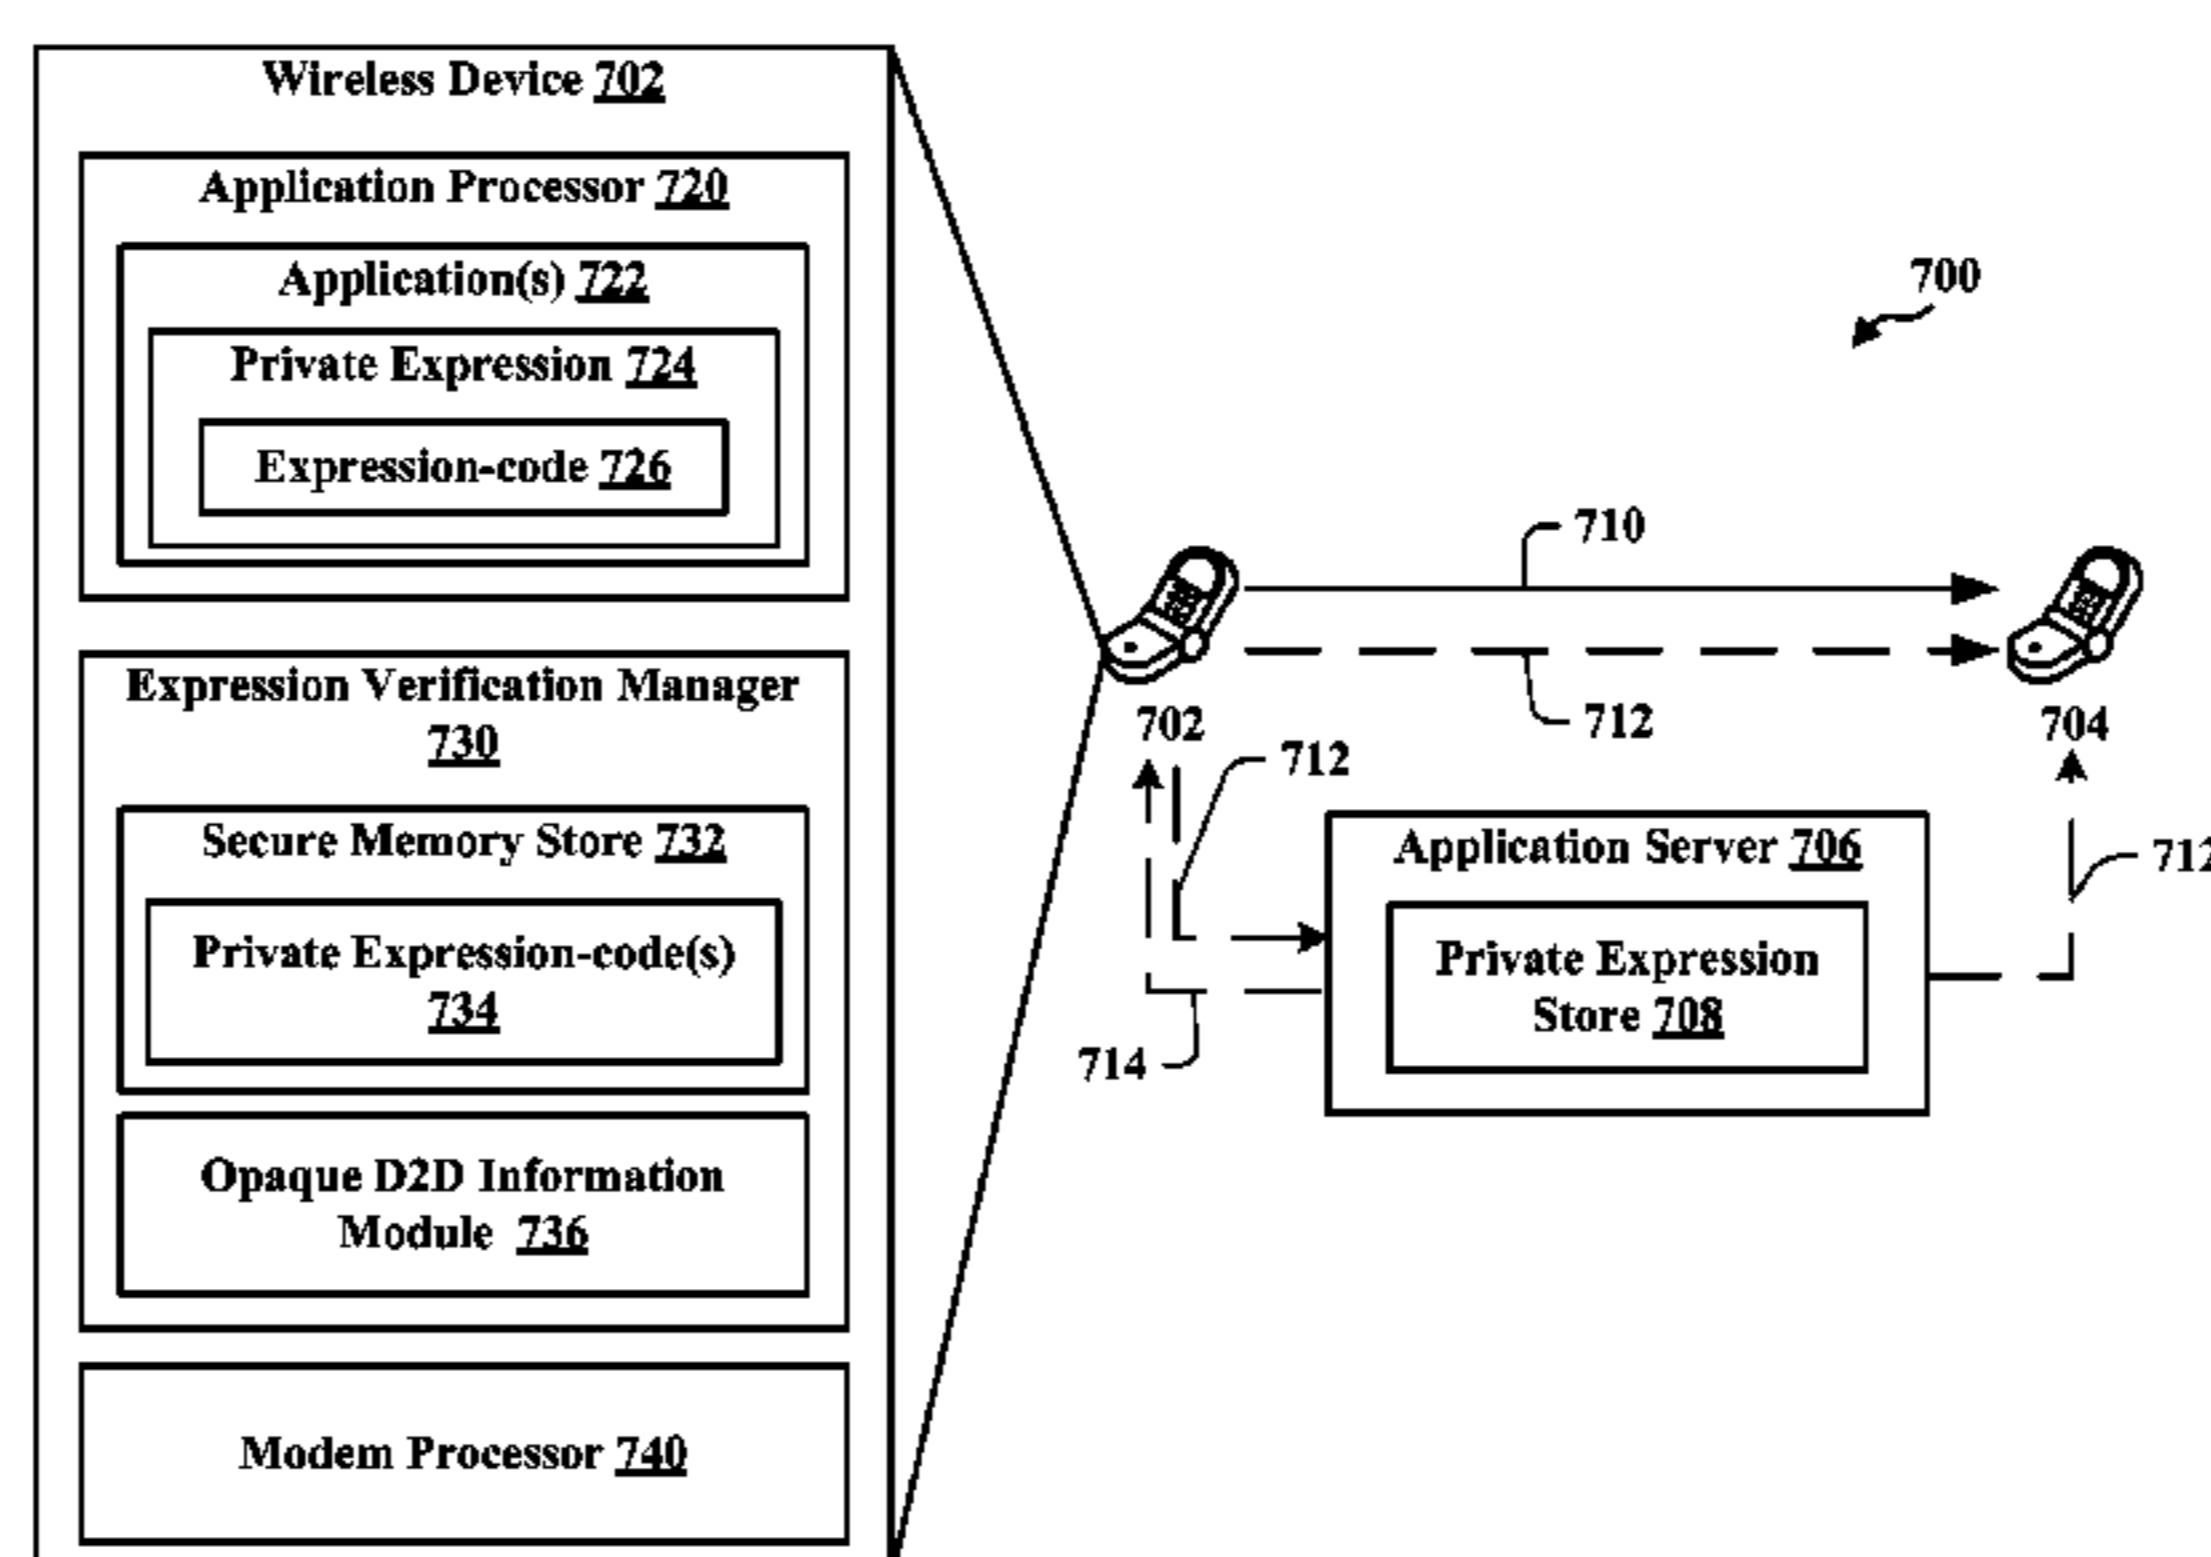 Wireless Device 702
Application Processor 720
Application(s) 722
Private Expression 724
Expression-code 726
Expression Verification Manager
730
Secure Memory Store 732
Private Expression-code(s)
734
Opaque D2D Information
Module 736
Modem Processor 740
700
710
712
702
704
712
Application Server 706
Private Expression
Store 708
712
714